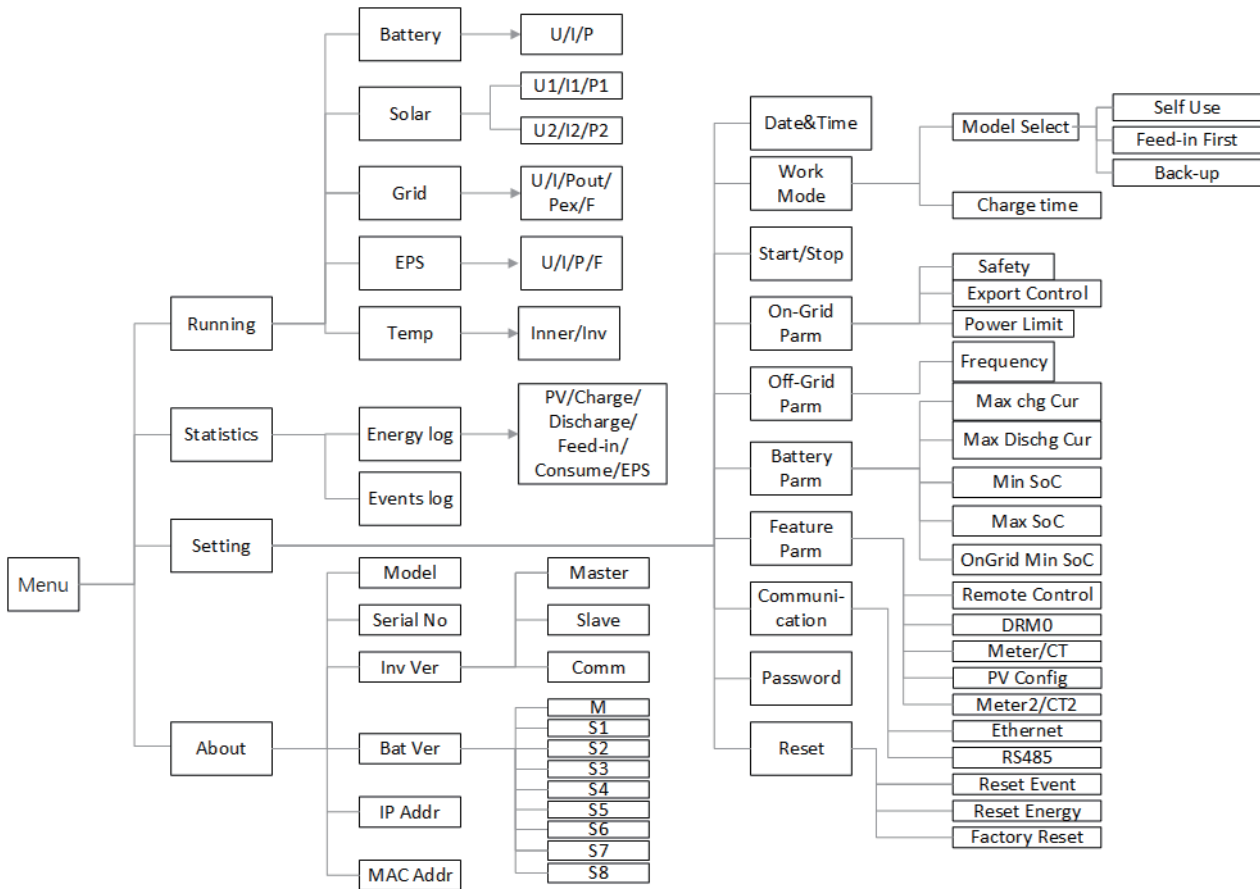 Menu
Running
Battery
U/I/P
Solar
U1/I1/P1
U2/I2/P2
Grid
U/I/Pout/
Pex/F
EPS
U/I/P/F
Temp
Inner/Inv
Statistics
Energy log
PV/Charge/
Discharge/
Feed-in/
Consume/EPS
Events log
Setting
Date&Time
Work
Mode
Model Select
Self Use
Feed-in First
Back-up
Charge time
Start/Stop
On-Grid
Parm
Safety
Export Control
Power Limit
Off-Grid
Parm
Frequency
Battery
Parm
Max chg Cur
Max Dischg Cur
Min SoC
Max SoC
OnGrid Min SoC
Feature
Parm
Remote Control
DRM0
Meter/CT
PV Config
Meter2/CT2
Communi-
cation
Ethernet
RS485
Password
Reset
Reset Event
Reset Energy
Factory Reset
About
Model
Serial No
Inv Ver
Master
Slave
Comm
Bat Ver
M
S1
S2
S3
S4
S5
S6
S7
S8
IP Addr
MAC Addr